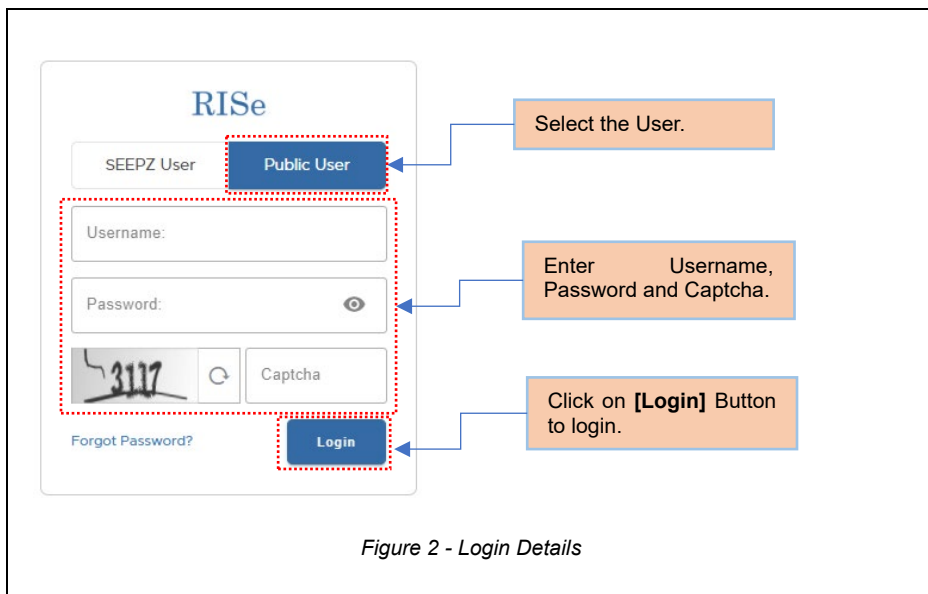 RISe
SEEPZ User
Public User
Select the User.
Username:
Enter Username,
Password and Captcha.
Password:
3117
Captcha
Click on [Login] Button
to login.
Forgot Password?
Login
Figure 2 - Login Details